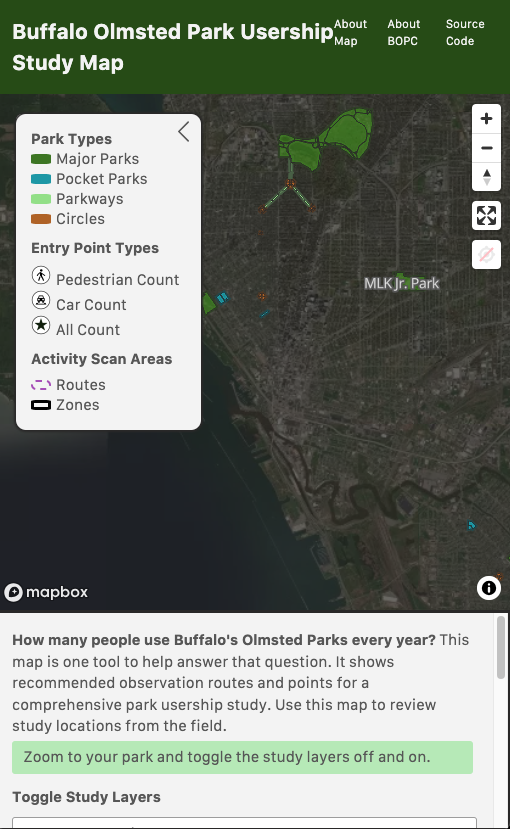 Buffalo Olmsted Park Usership
Study Map
About
Map
About
BOPC
Source
Code
Park Types
Major Parks
Pocket Parks
Parkways
Circles
Entry Point Types
Pedestrian Count
Car Count
All Count
Activity Scan Areas
Routes
Zones
MLK Jr. Park
mapbox
How many people use Buffalo's Olmsted Parks every year? This
map is one tool to help answer that question. It shows
recommended observation routes and points for a
comprehensive park usership study. Use this map to review
study locations from the field.
Zoom to your park and toggle the study layers off and on.
Toggle Study Layers